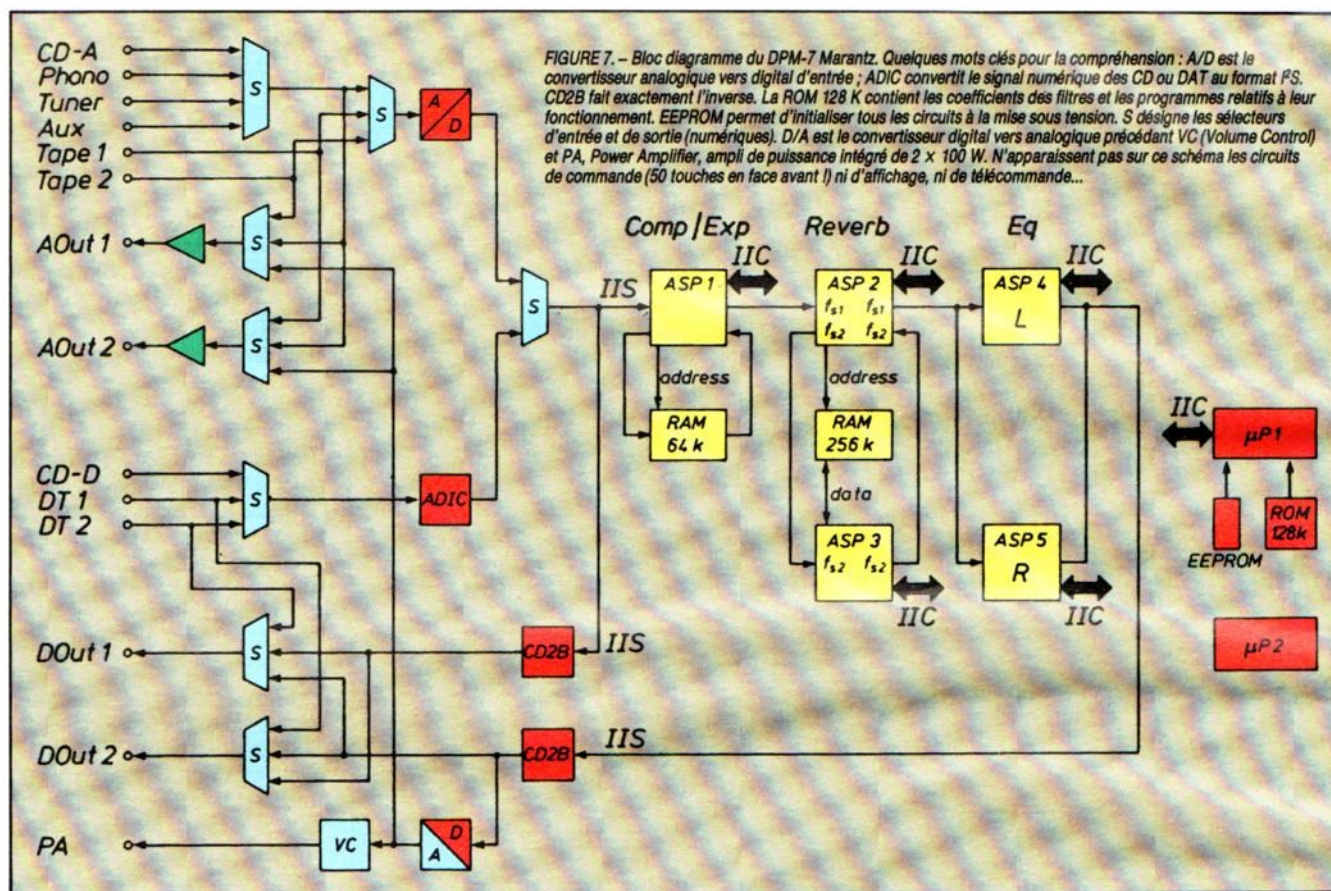 FIGURE 7. – Bloc diagramme du DPM-7 Marantz. Quelques mots clés pour la compréhension : A/D est le
convertisseur analogique vers digital d'entrée ; ADIC convertit le signal numérique des CD ou DAT au format I²S.
CD2B fait exactement l'inverse. La ROM 128 K contient les coefficients des filtres et les programmes relatifs à leur
fonctionnement. EEPROM permet d'initialiser tous les circuits à la mise sous tension. S désigne les sélecteurs
d'entrée et de sortie (numériques). D/A est le convertisseur digital vers analogique précédant VC (Volume Control)
et PA, Power Amplifier, ampli de puissance intégré de 2 × 100 W. N'apparaissent pas sur ce schéma les circuits
de commande (50 touches en face avant !) ni d'affichage, ni de télécommande...
CD-A
Phono
Tuner
Aux
Tape 1
Tape 2
AOut 1
AOut 2
CD-D
DT 1
DT 2
DOut 1
DOut 2
PA
S
S
A
D
S
S
S
S
ADIC
S
S
VC
D
A
CD2B
CD2B
IIS
IIS
IIS
Comp/Exp
Reverb
Eq
IIC
IIC
IIC
ASP 1
ASP 2
fs1 fs1
fs2 fs2
ASP 4
L
address
address
RAM
64 k
RAM
256 k
data
ASP 3
fs2 fs2
IIC
ASP 5
R
IIC
IIC
µP1
EEPROM
ROM
128k
µP2